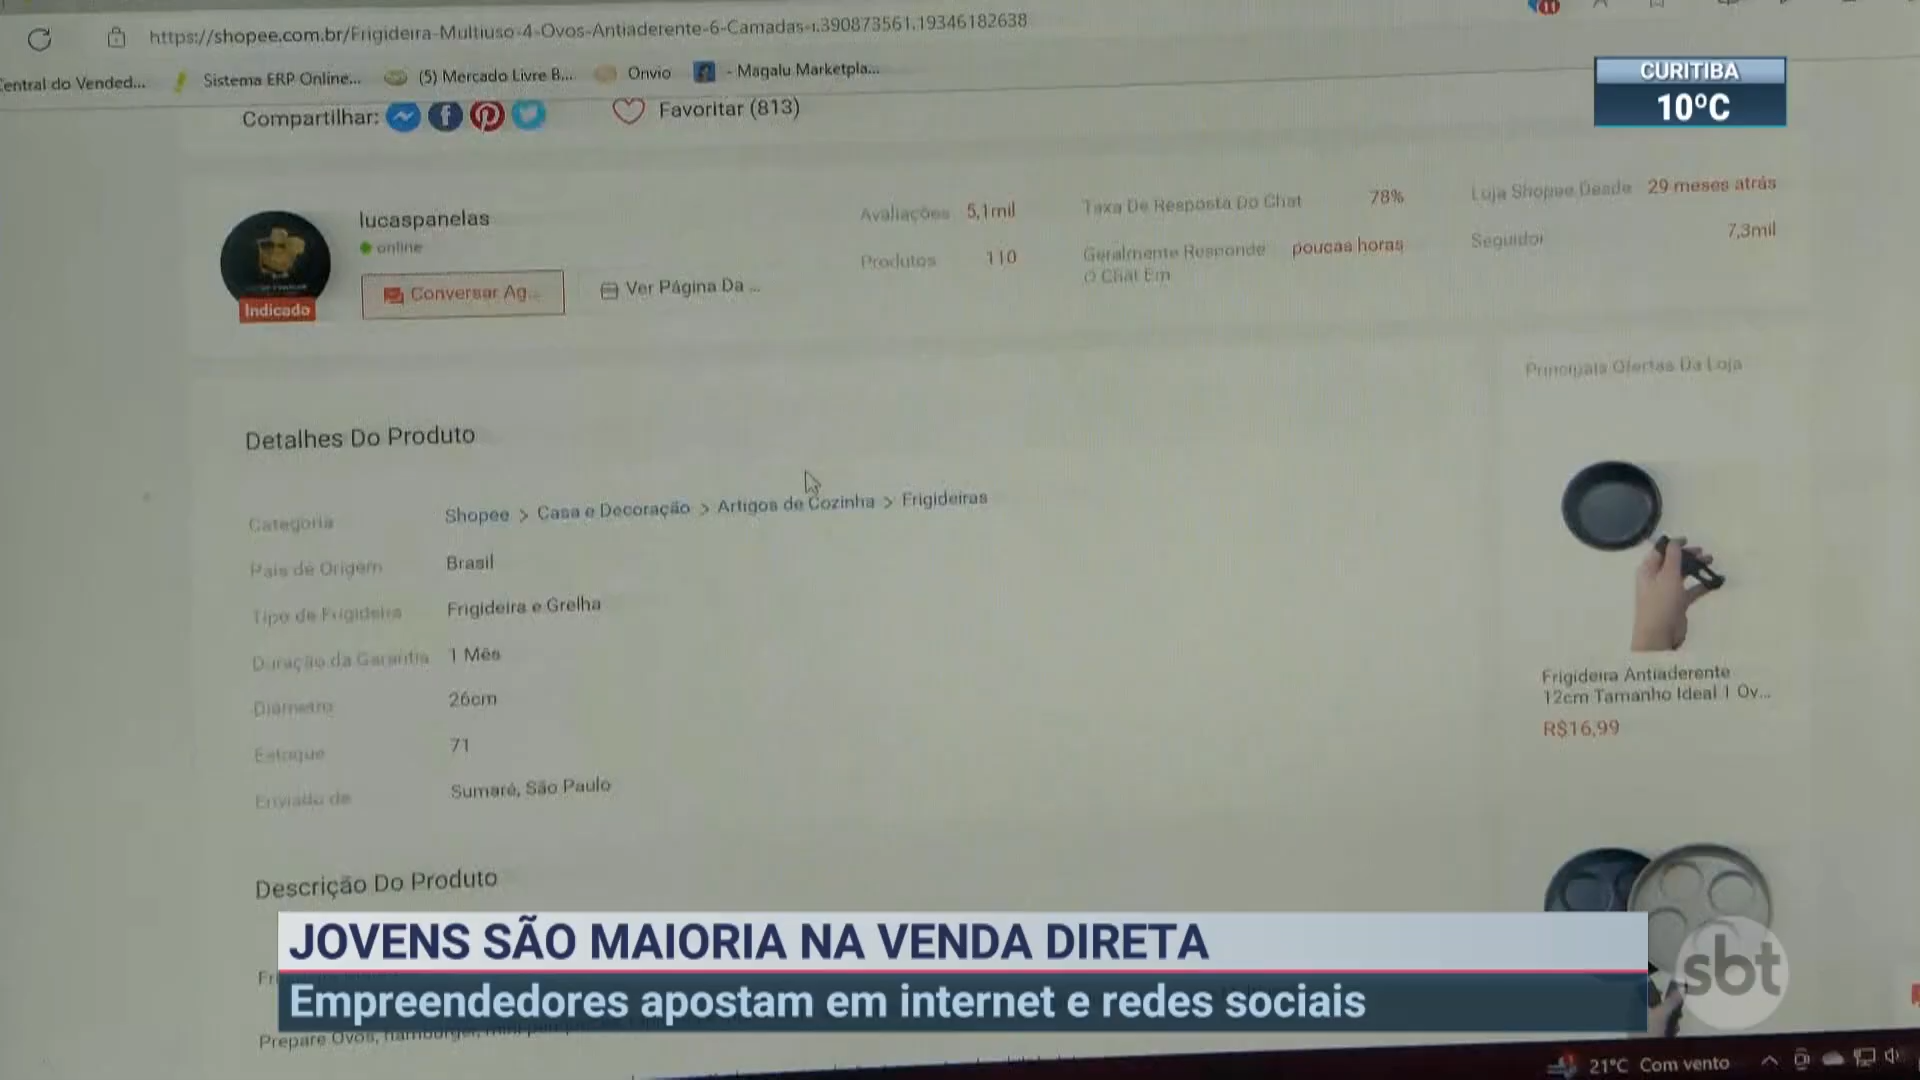 https://shopee.com.br/Frigideira-Multiuso-4-Ovos-Antiaderente-6-Camadas-i.390873561.19346182638
11
Central do Vended... Sistema ERP Online... (5) Mercado Livre B... Onvio - Magalu Marketpla...
CURITIBA
10ºC
Compartilhar: Favoritar (813)
lucaspanelas
online
Indicado
Conversar Ag... Ver Página Da ...
Avaliações 5,1mil
Produtos 110
Taxa De Resposta Do Chat 78%
Geralmente Responde O Chat Em poucas horas
Loja Shopee Desde 29 meses atrás
Seguidor 7,3mil
Principais Ofertas Da Loja
Detalhes Do Produto
Categoria Shopee > Casa e Decoração > Artigos de Cozinha > Frigideiras
País de Origem Brasil
Tipo de Frigideira Frigideira e Grelha
Duração da Garantia 1 Mês
Diâmetro 26cm
Estoque 71
Enviado de Sumaré, São Paulo
Frigideira Antiaderente
12cm Tamanho Ideal 1 Ov...
R$16,99
Descrição Do Produto
JOVENS SÃO MAIORIA NA VENDA DIRETA
Empreendedores apostam em internet e redes sociais
sbt
Prepare Ovos, hamburger,
21°C Com vento